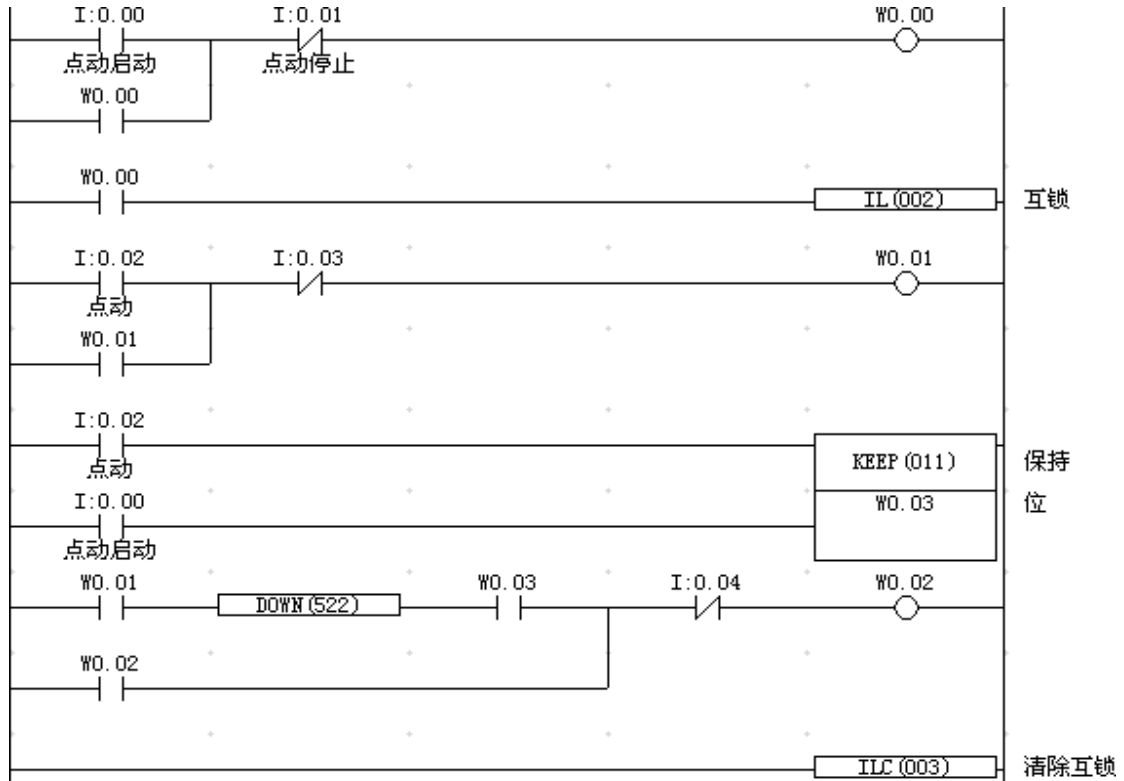 I:0.00 I:0.01 W0.00
点动启动 点动停止
W0.00
W0.00
IL(002) 互锁
I:0.02 I:0.03 W0.01
点动
W0.01
I:0.02
点动 KEEP(011) 保持
I:0.00 W0.03 位
点动启动
W0.01 DOWN(522) W0.03 I:0.04 W0.02
W0.02
ILC(003) 清除互锁